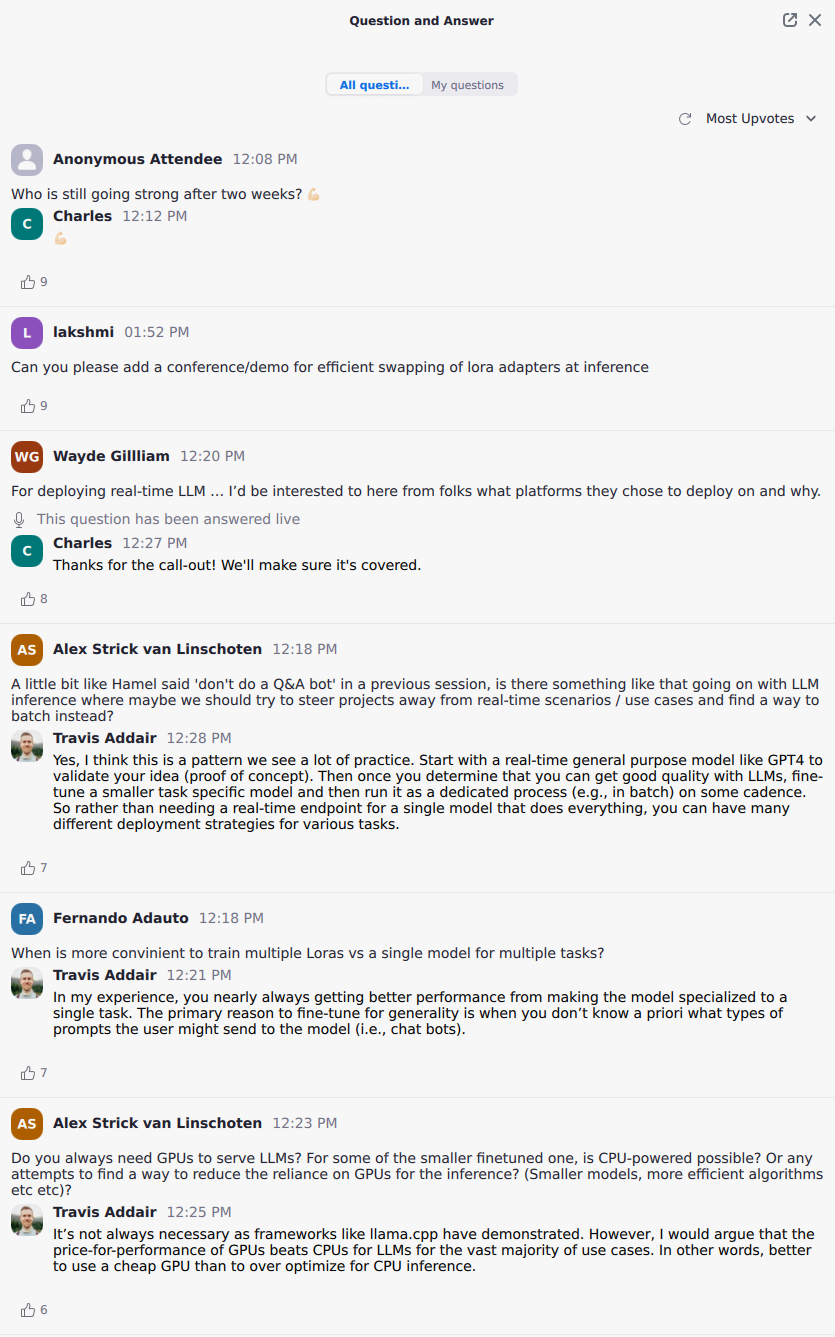 Question and Answer
All questi...
My questions
Most Upvotes
Anonymous Attendee 12:08 PM
Who is still going strong after two weeks? 💪🏻
C
Charles 12:12 PM
💪🏻
9
L
lakshmi 01:52 PM
Can you please add a conference/demo for efficient swapping of lora adapters at inference
9
WG
Wayde Gillliam 12:20 PM
For deploying real-time LLM ... I’d be interested to here from folks what platforms they chose to deploy on and why.
This question has been answered live
C
Charles 12:27 PM
Thanks for the call-out! We'll make sure it's covered.
8
AS
Alex Strick van Linschoten 12:18 PM
A little bit like Hamel said 'don't do a Q&A bot' in a previous session, is there something like that going on with LLM
inference where maybe we should try to steer projects away from real-time scenarios / use cases and find a way to
batch instead?
Travis Addair 12:28 PM
Yes, I think this is a pattern we see a lot of practice. Start with a real-time general purpose model like GPT4 to
validate your idea (proof of concept). Then once you determine that you can get good quality with LLMs, fine-
tune a smaller task specific model and then run it as a dedicated process (e.g., in batch) on some cadence.
So rather than needing a real-time endpoint for a single model that does everything, you can have many
different deployment strategies for various tasks.
7
FA
Fernando Adauto 12:18 PM
When is more convinient to train multiple Loras vs a single model for multiple tasks?
Travis Addair 12:21 PM
In my experience, you nearly always getting better performance from making the model specialized to a
single task. The primary reason to fine-tune for generality is when you don’t know a priori what types of
prompts the user might send to the model (i.e., chat bots).
7
AS
Alex Strick van Linschoten 12:23 PM
Do you always need GPUs to serve LLMs? For some of the smaller finetuned one, is CPU-powered possible? Or any
attempts to find a way to reduce the reliance on GPUs for the inference? (Smaller models, more efficient algorithms
etc etc)?
Travis Addair 12:25 PM
It’s not always necessary as frameworks like llama.cpp have demonstrated. However, I would argue that the
price-for-performance of GPUs beats CPUs for LLMs for the vast majority of use cases. In other words, better
to use a cheap GPU than to over optimize for CPU inference.
6